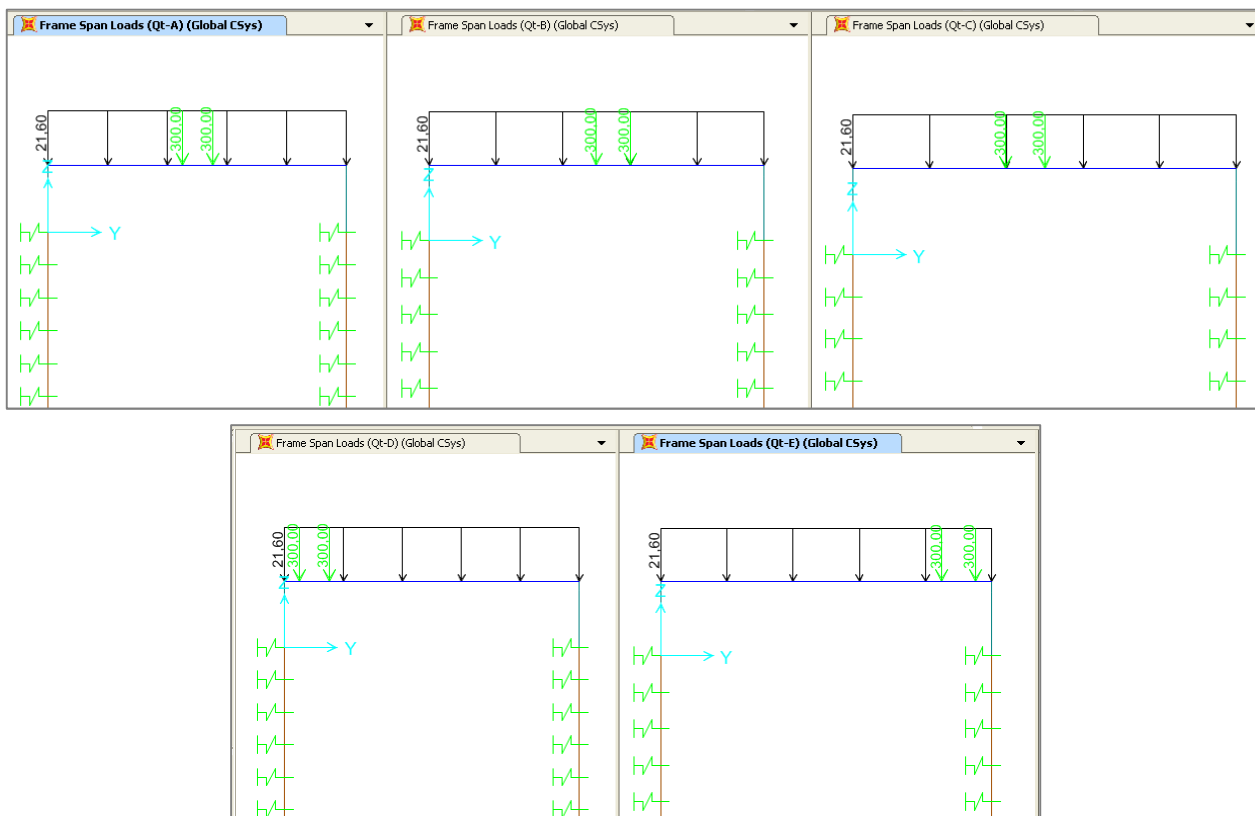 Frame Span Loads (Qt-A) (Global CSys)
21,60
300.00
300.00
Z
Y
Frame Span Loads (Qt-B) (Global CSys)
21,60
300.00
300.00
Z
Y
Frame Span Loads (Qt-C) (Global CSys)
21,60
300.00
300.00
Z
Y
Frame Span Loads (Qt-D) (Global CSys)
21,60
300.00
300.00
Z
Y
Frame Span Loads (Qt-E) (Global CSys)
21,60
300.00
300.00
Z
Y